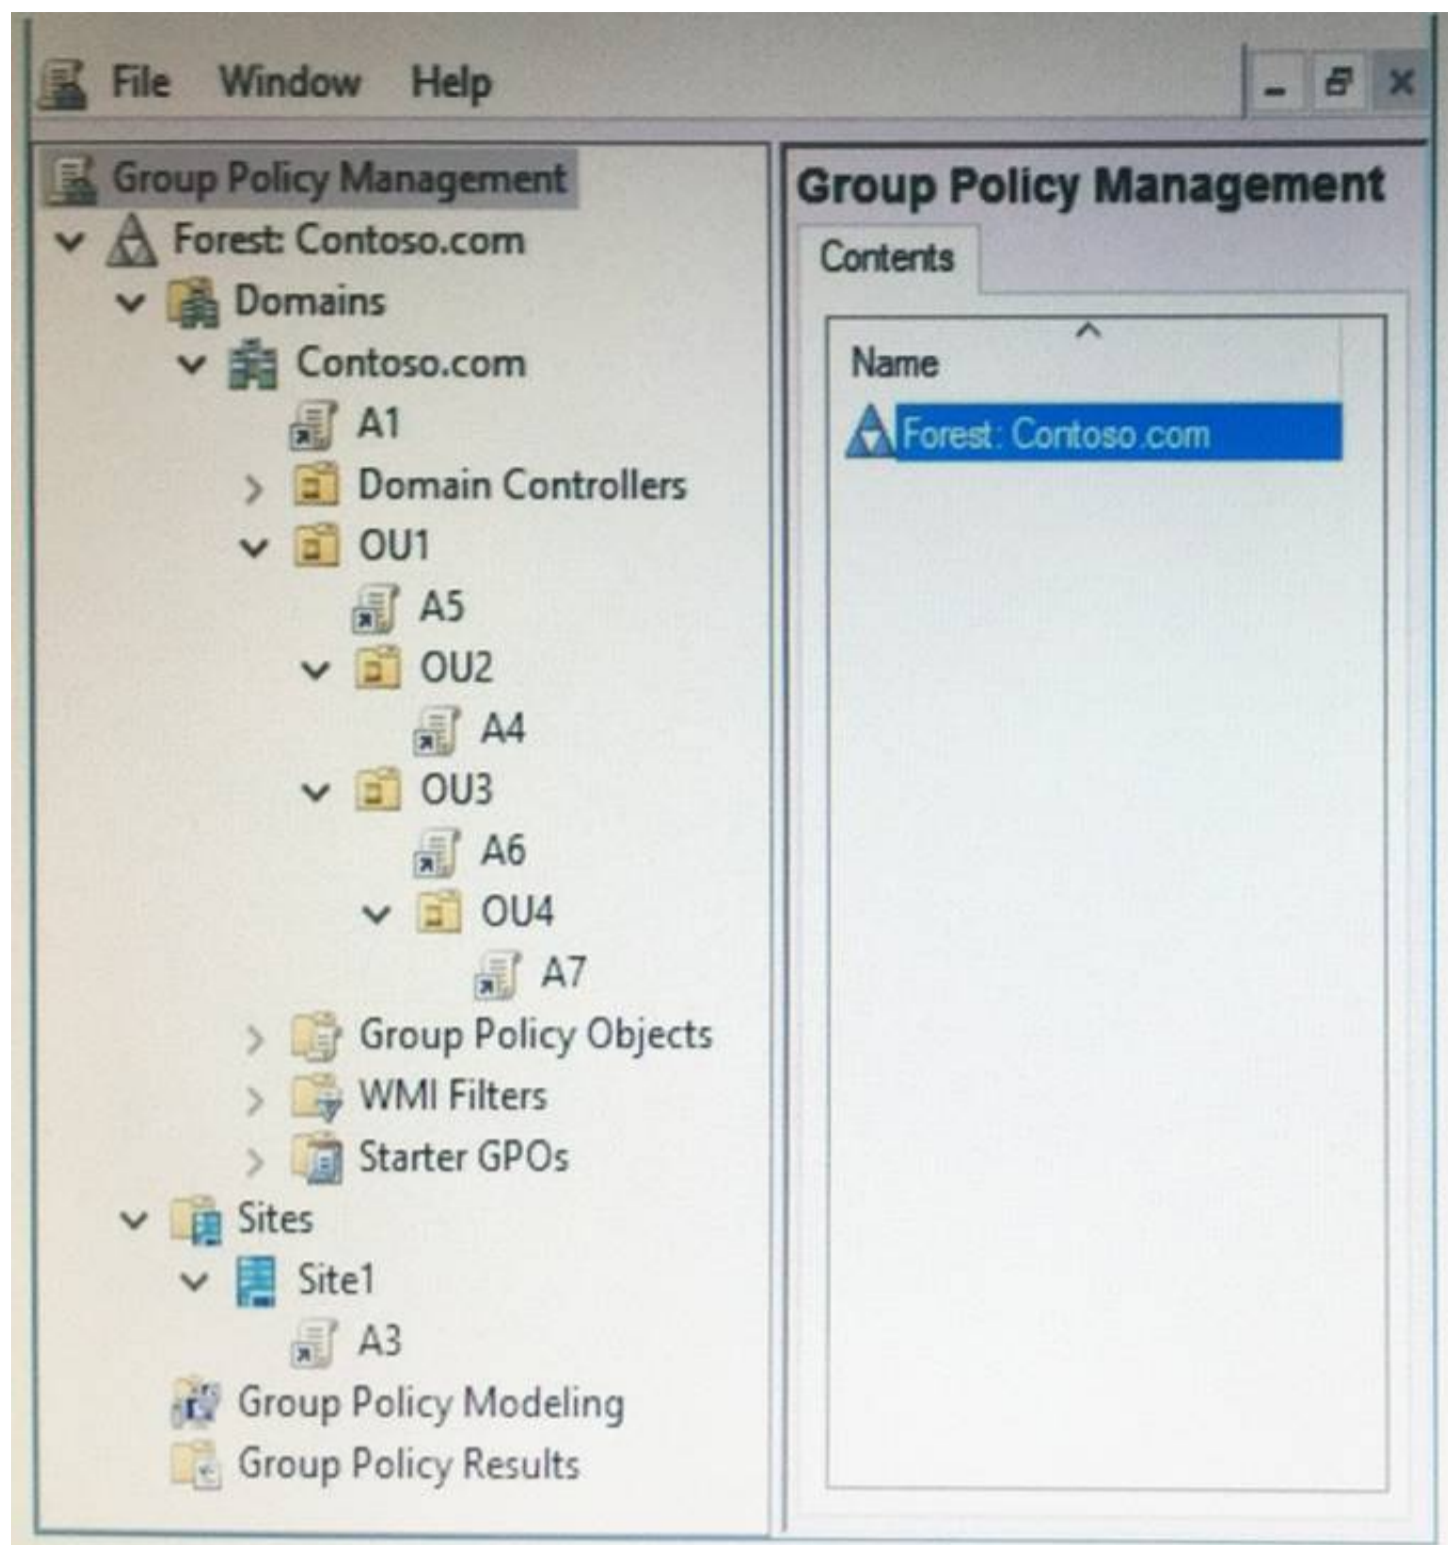 File Window Help
Group Policy Management
Forest: Contoso.com
Domains
Contoso.com
A1
Domain Controllers
OU1
A5
OU2
A4
OU3
A6
OU4
A7
Group Policy Objects
WMI Filters
Starter GPOs
Sites
Site1
A3
Group Policy Modeling
Group Policy Results
Group Policy Management
Contents
Name
Forest: Contoso.com